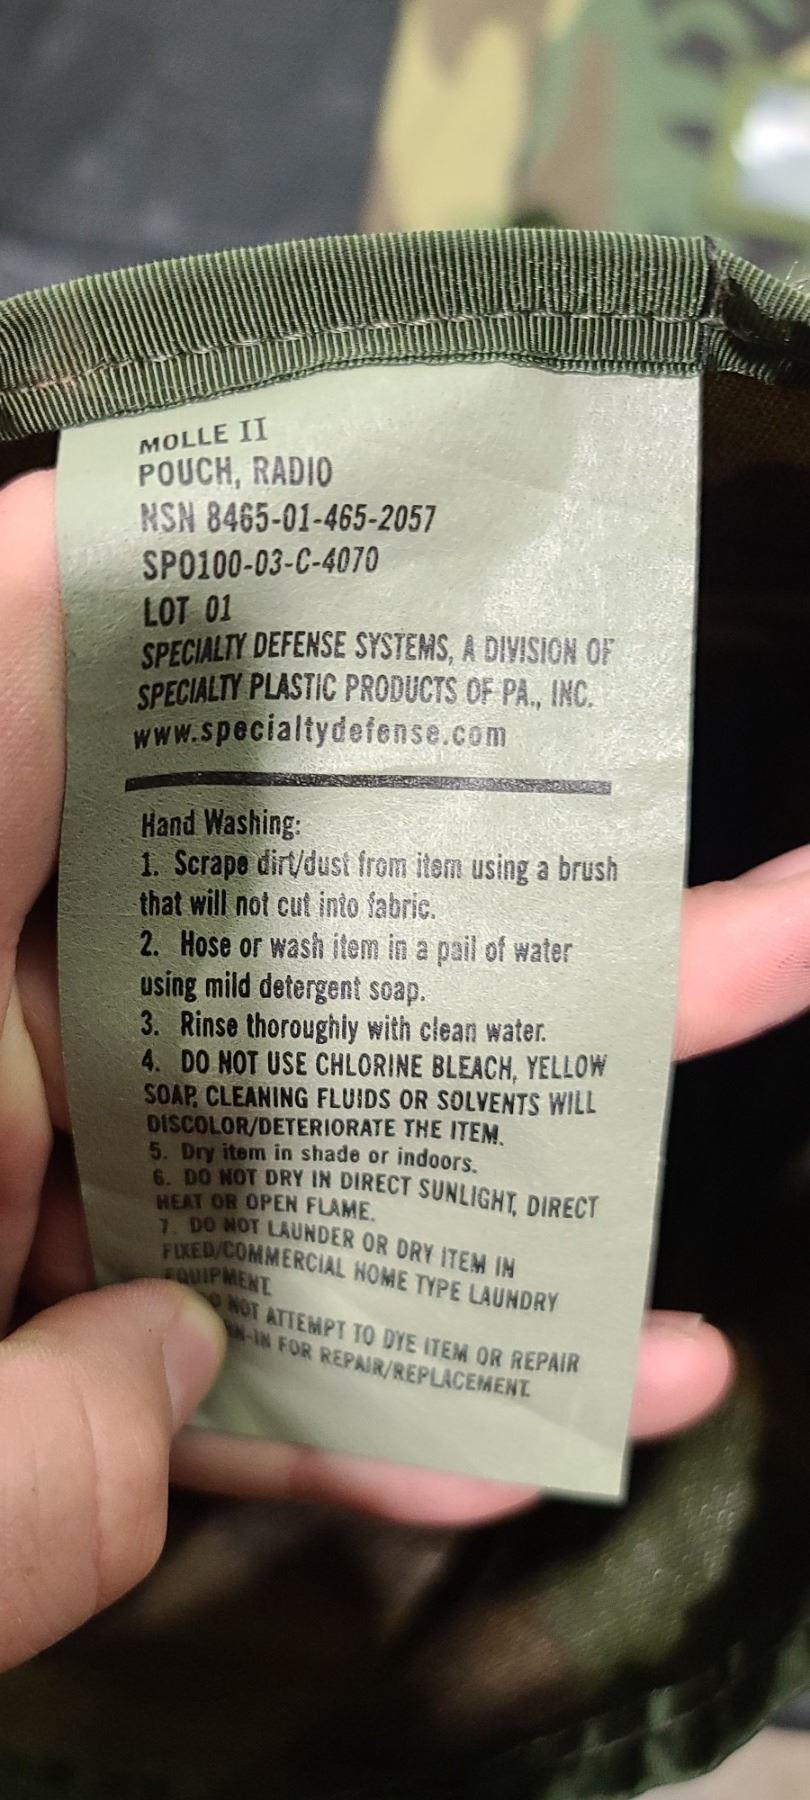 MOLLE II
POUCH, RADIO
NSN 8465-01-465-2057
SPO100-03-C-4070
LOT 01
SPECIALTY DEFENSE SYSTEMS, A DIVISION OF
SPECIALTY PLASTIC PRODUCTS OF PA., INC.
www.specialtydefense.com
Hand Washing:
1. Scrape dirt/dust from item using a brush
that will not cut into fabric.
2. Hose or wash item in a pail of water
using mild detergent soap.
3. Rinse thoroughly with clean water.
4. DO NOT USE CHLORINE BLEACH, YELLOW
SOAP, CLEANING FLUIDS OR SOLVENTS WILL
DISCOLOR/DETERIORATE THE ITEM.
5. Dry item in shade or indoors.
6. DO NOT DRY IN DIRECT SUNLIGHT, DIRECT
HEAT OR OPEN FLAME.
7. DO NOT LAUNDER OR DRY ITEM IN
FIXED/COMMERCIAL HOME TYPE LAUNDRY
EQUIPMENT.
NOT ATTEMPT TO DYE ITEM OR REPAIR
FOR REPAIR/REPLACEMENT.